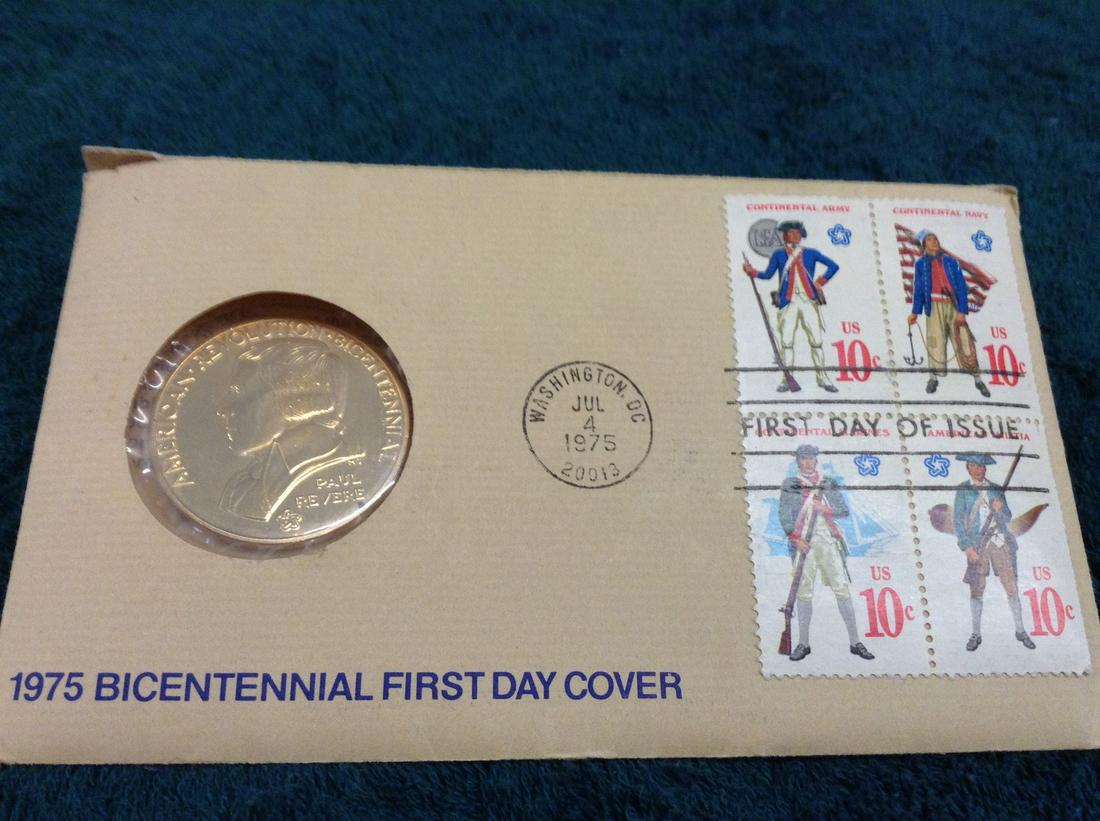 AMERICAN·REVOLUTION·BICENTENNIAL
PAUL
REVERE
WASHINGTON, DC
JUL
4
1975
20013
CONTINENTAL ARMY
USA
US
10c
CONTINENTAL NAVY
US
10c
FIRST DAY OF ISSUE
US
10c
US
10c
1975 BICENTENNIAL FIRST DAY COVER